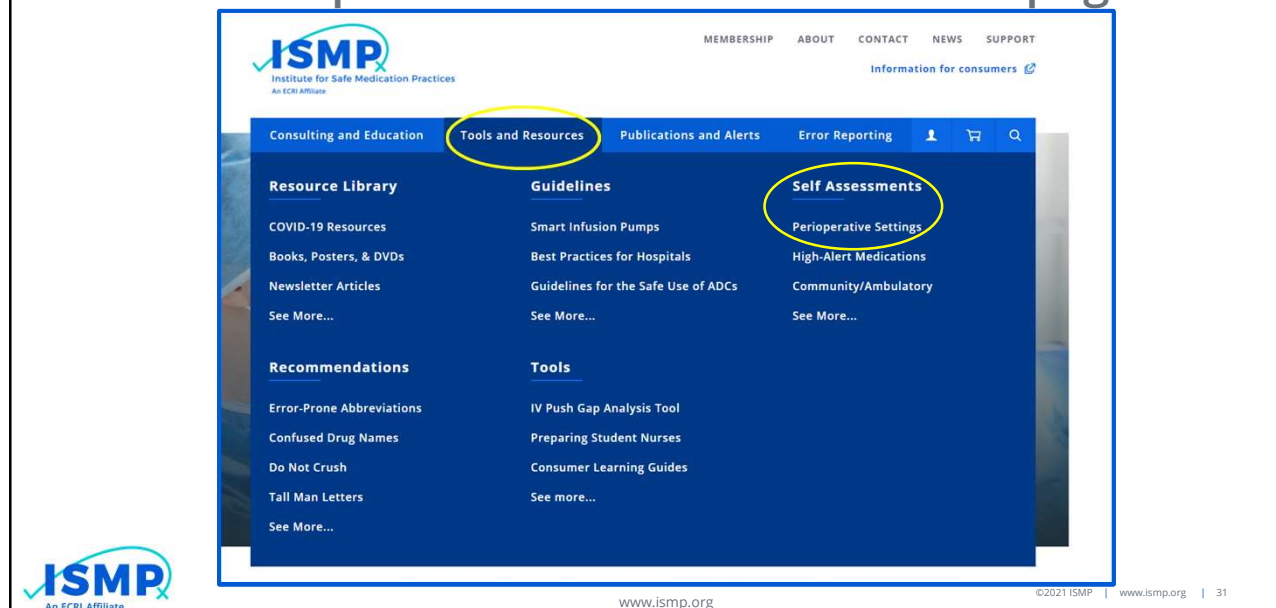 ISMP
Institute for Safe Medication Practices
An ECRI Affiliate
MEMBERSHIP ABOUT CONTACT NEWS SUPPORT
Information for consumers
Consulting and Education Tools and Resources Publications and Alerts Error Reporting
Resource Library
COVID-19 Resources
Books, Posters, & DVDs
Newsletter Articles
See More...
Guidelines
Smart Infusion Pumps
Best Practices for Hospitals
Guidelines for the Safe Use of ADCs
See More...
Self Assessments
Perioperative Settings
High-Alert Medications
Community/Ambulatory
See More...
Recommendations
Error-Prone Abbreviations
Confused Drug Names
Do Not Crush
Tall Man Letters
See More...
Tools
IV Push Gap Analysis Tool
Preparing Student Nurses
Consumer Learning Guides
See more...
ISMP
An ECRI Affiliate
www.ismp.org
©2021 ISMP | www.ismp.org | 31